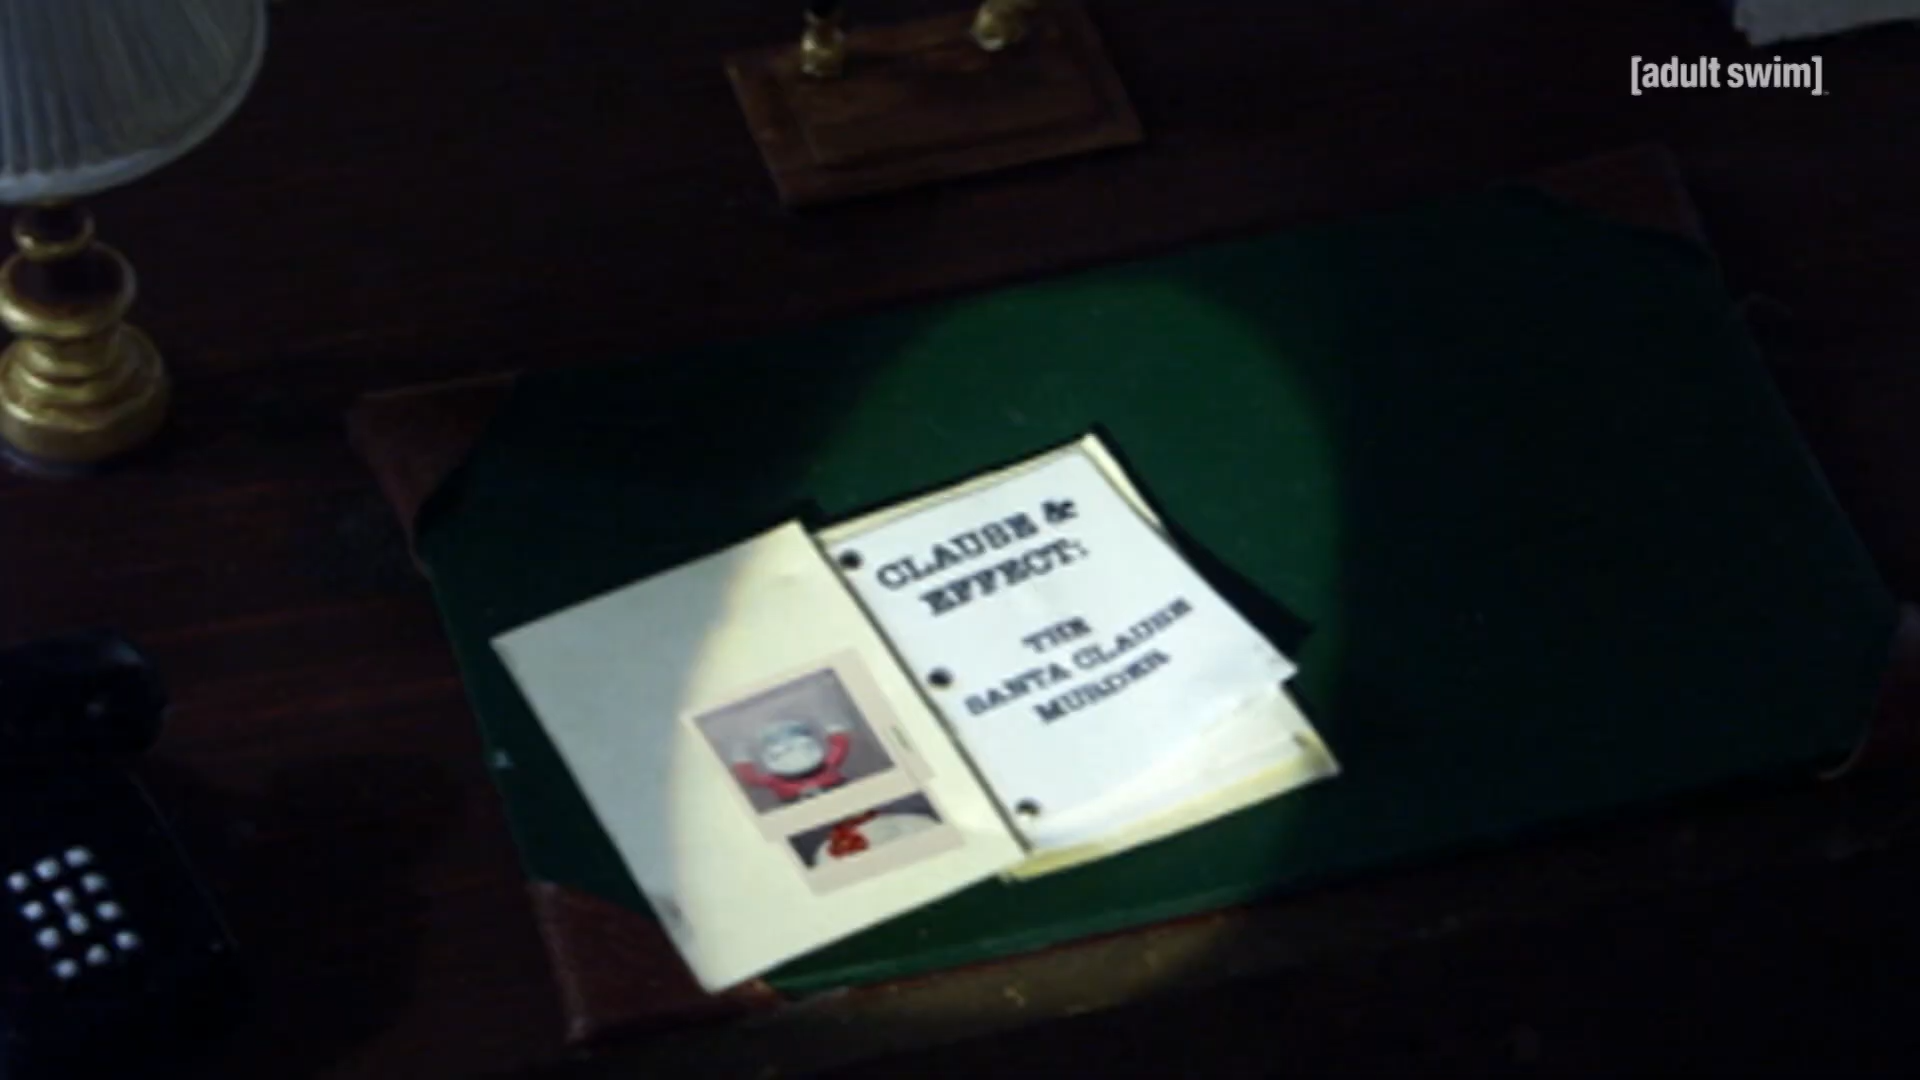 [adult swim]
CLAUSE &
EFFECT:
THE
SANTA CLAUSE
MURDER